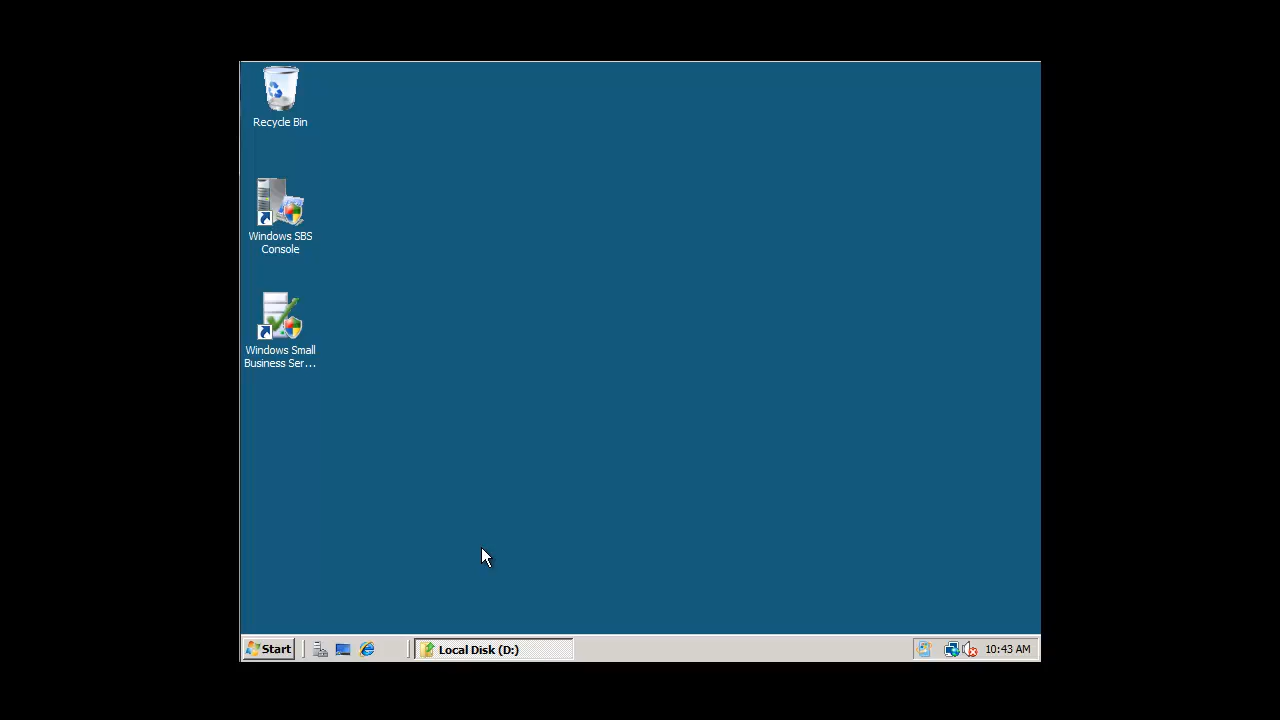 Recycle Bin
Windows SBS
Console
Windows Small
Business Ser...
Start
Local Disk (D:)
10:43 AM